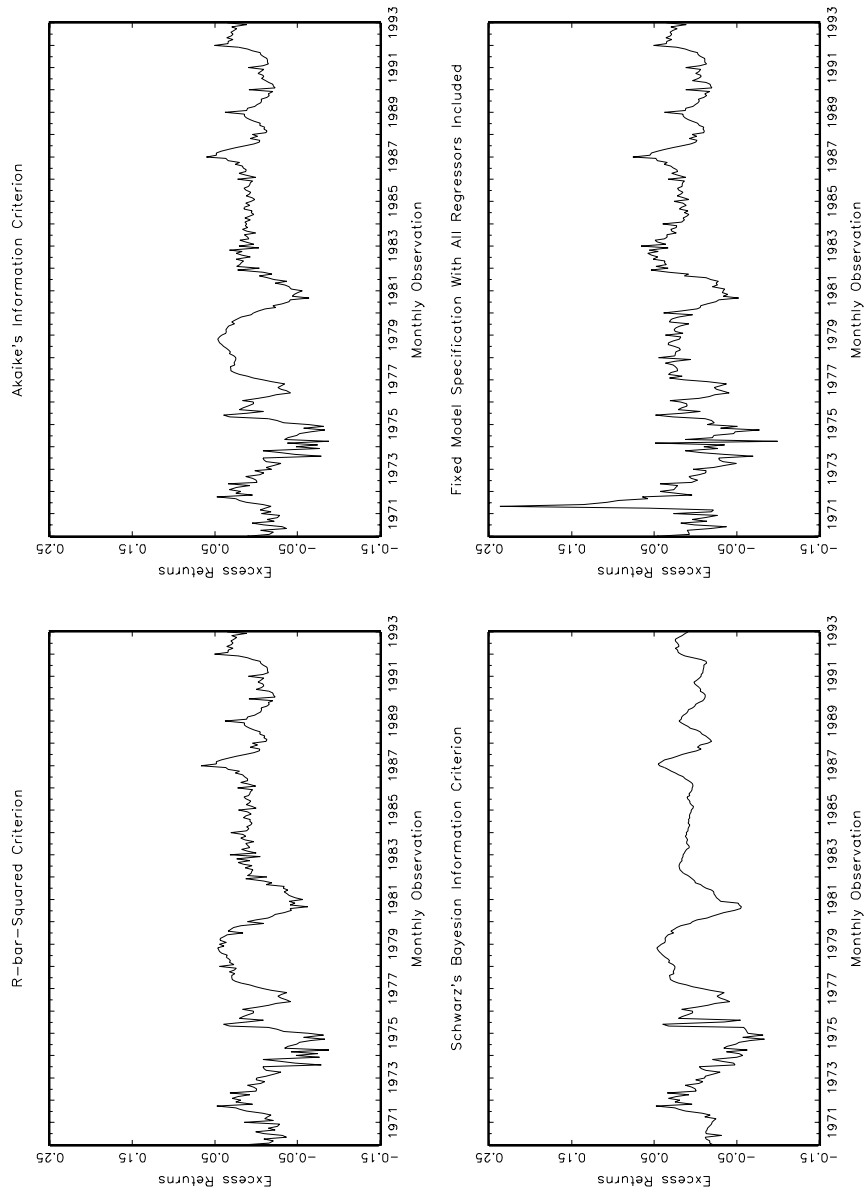 R-bar-Squared Criterion
Excess Returns
0.25
0.15
0.05
-0.05
-0.15
1971 1973 1975 1977 1979 1981 1983 1985 1987 1989 1991 1993
Monthly Observation
Akaike's Information Criterion
Excess Returns
0.25
0.15
0.05
-0.05
-0.15
1971 1973 1975 1977 1979 1981 1983 1985 1987 1989 1991 1993
Monthly Observation
Schwarz's Bayesian Information Criterion
Excess Returns
0.25
0.15
0.05
-0.05
-0.15
1971 1973 1975 1977 1979 1981 1983 1985 1987 1989 1991 1993
Monthly Observation
Fixed Model Specification With All Regressors Included
Excess Returns
0.25
0.15
0.05
-0.05
-0.15
1971 1973 1975 1977 1979 1981 1983 1985 1987 1989 1991 1993
Monthly Observation